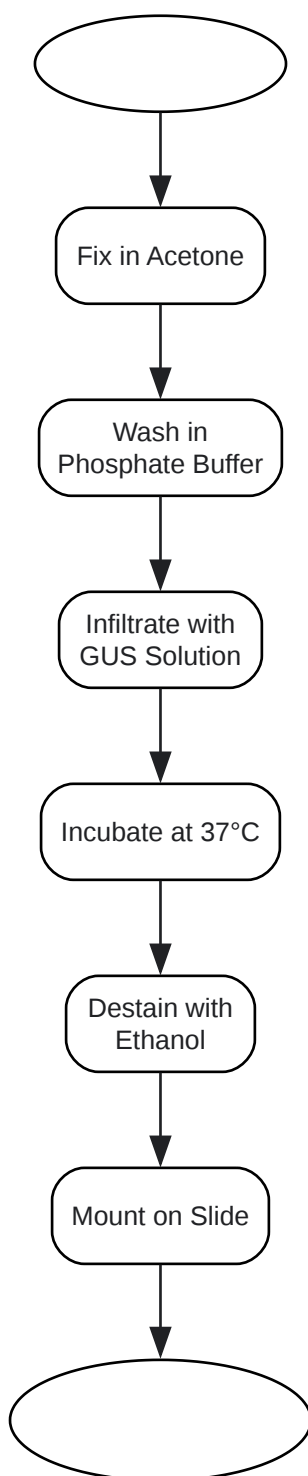 Fix in Acetone
Wash in
Phosphate Buffer
Infiltrate with
GUS Solution
Incubate at 37°C
Destain with
Ethanol
Mount on Slide